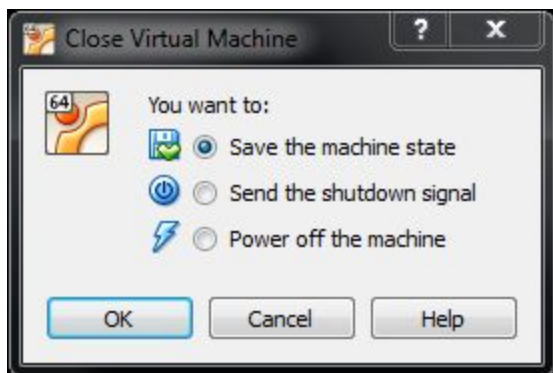 Close Virtual Machine
?
x
64
You want to:
Save the machine state
Send the shutdown signal
Power off the machine
OK
Cancel
Help